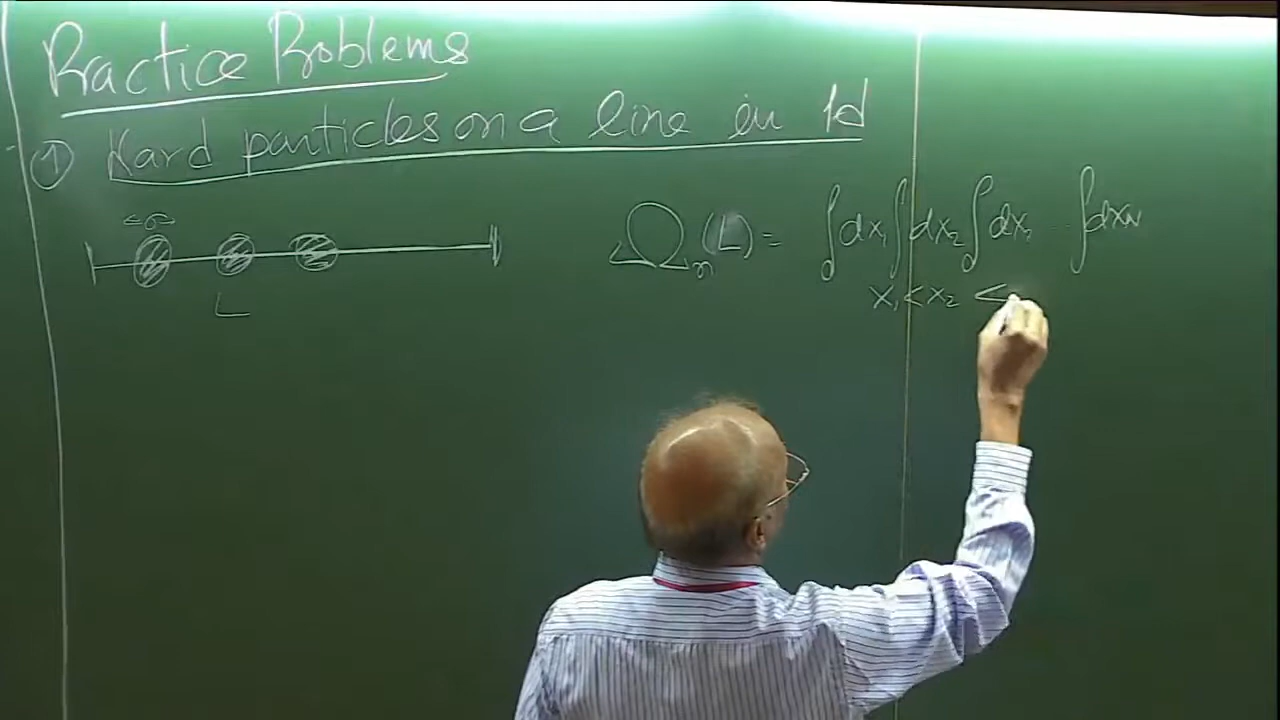 Practice Problems
① Hard particles on a line in 1d
←σ→
L
Ω_n(L) = ∫dx₁∫dx₂∫dx₃ ... ∫dx_N
x₁<x₂ <